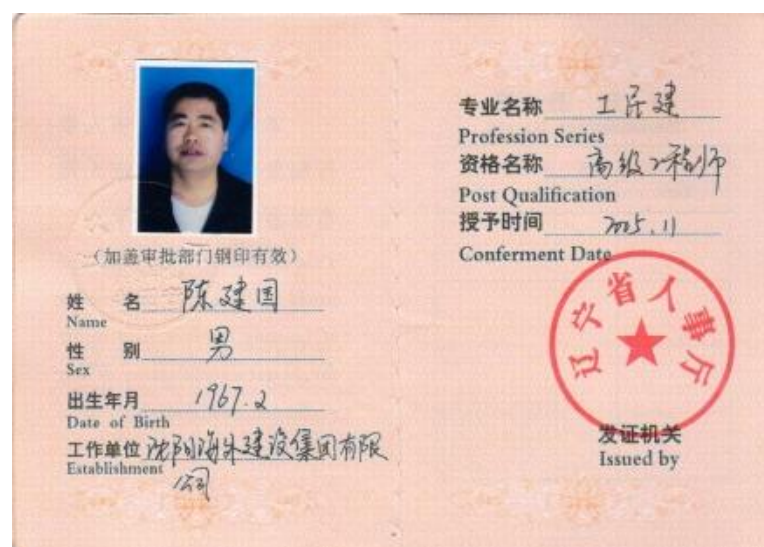 （加盖审批部门钢印有效）
姓 名 陈建国
Name
性 别 男
Sex
出生年月 1967.2
Date of Birth
工作单位 沈阳海外建设集团有限
Establishment
公司
专业名称 工民建
Profession Series
资格名称 高级工程师
Post Qualification
授予时间 2005.11
Conferment Date
辽宁省人事厅
发证机关
Issued by